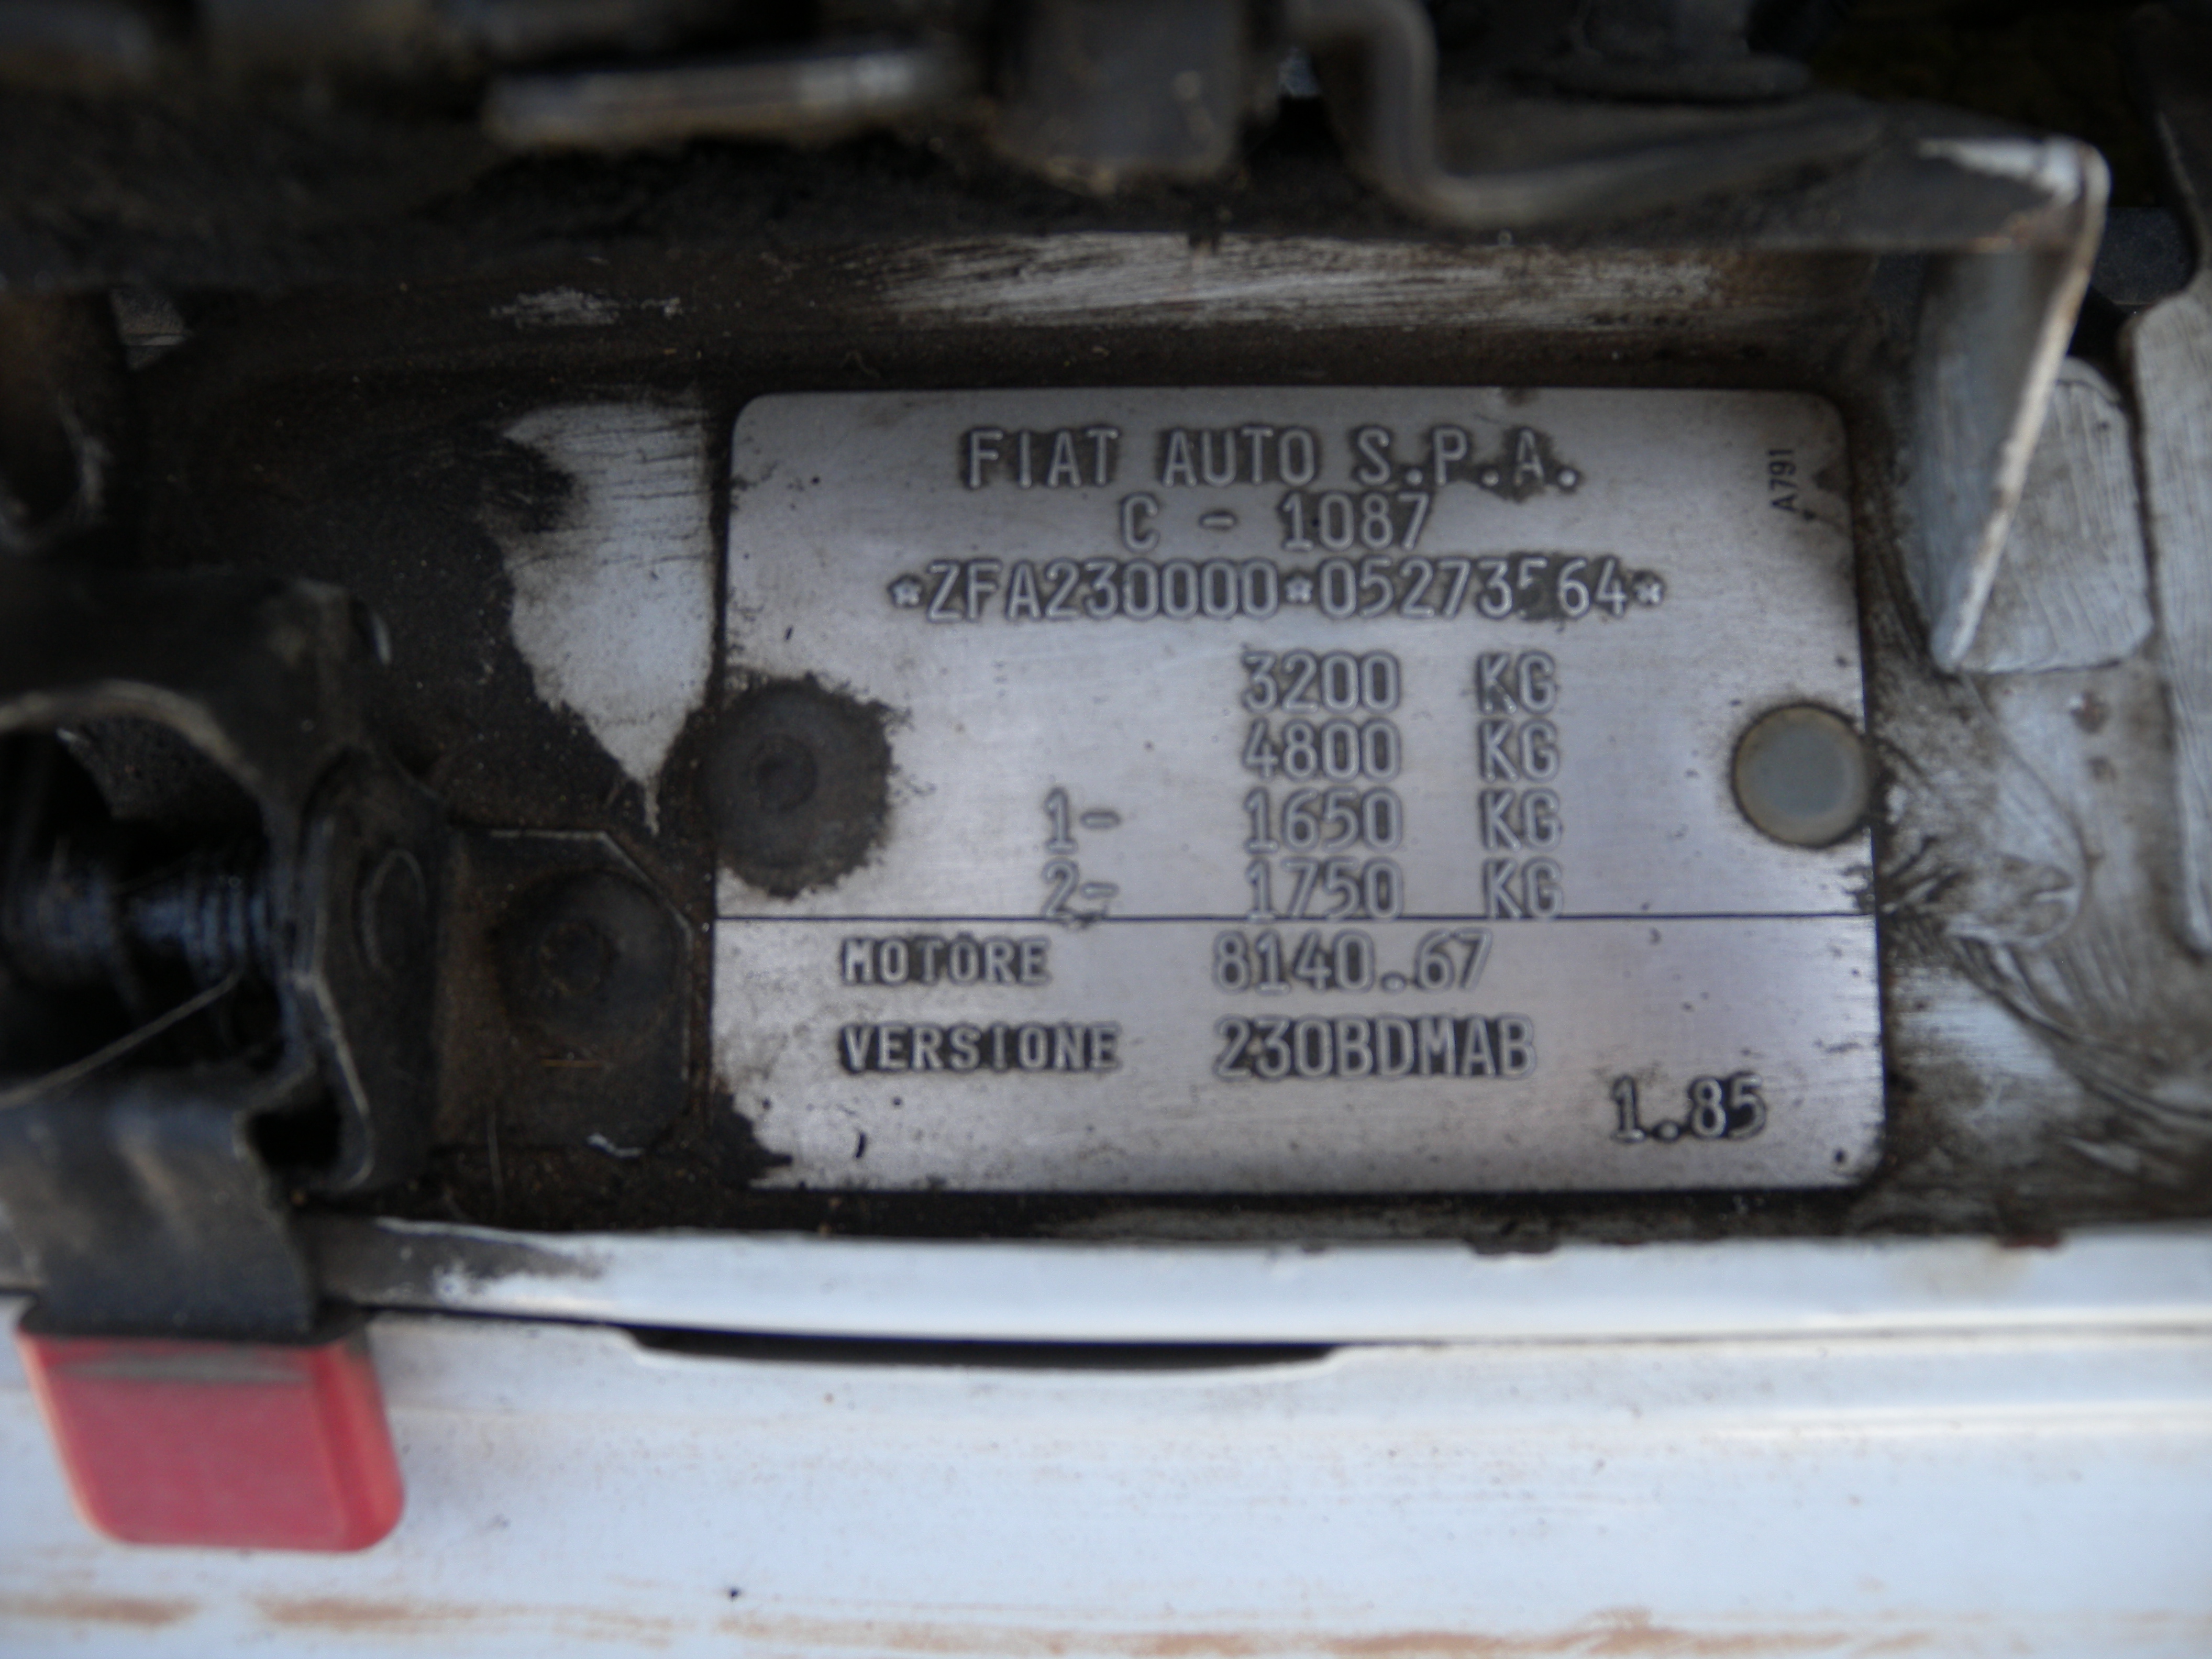 FIAT AUTO S.P.A.
A791
C - 1087
*ZFA230000*05273564*
3200 KG
4800 KG
1- 1650 KG
2- 1750 KG
MOTORE 8140.67
VERSIONE 230BDMAB
1.85